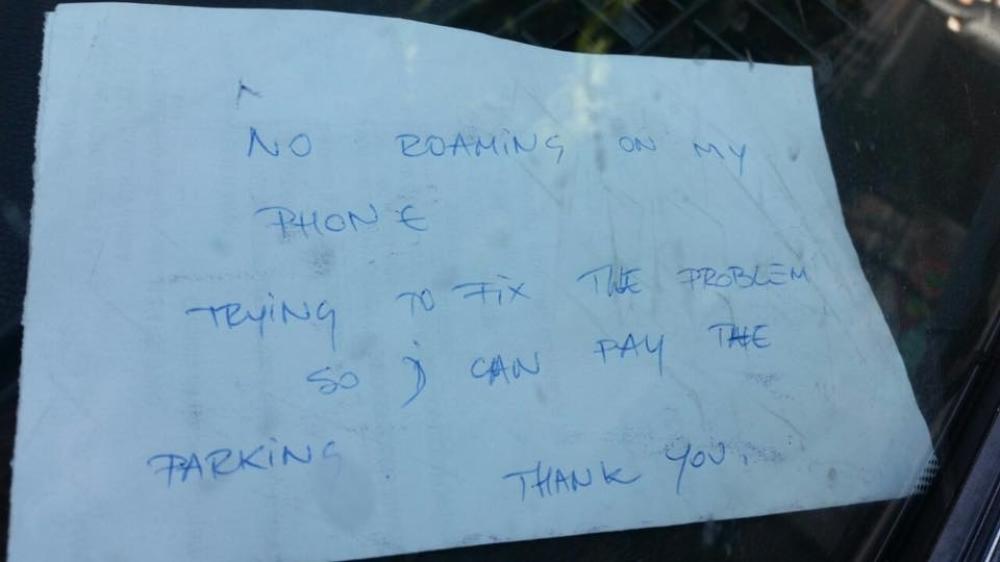 NO ROAMING ON MY
PHONE
TRYING TO FIX THE PROBLEM
SO I CAN PAY THE
PARKING. THANK YOU.